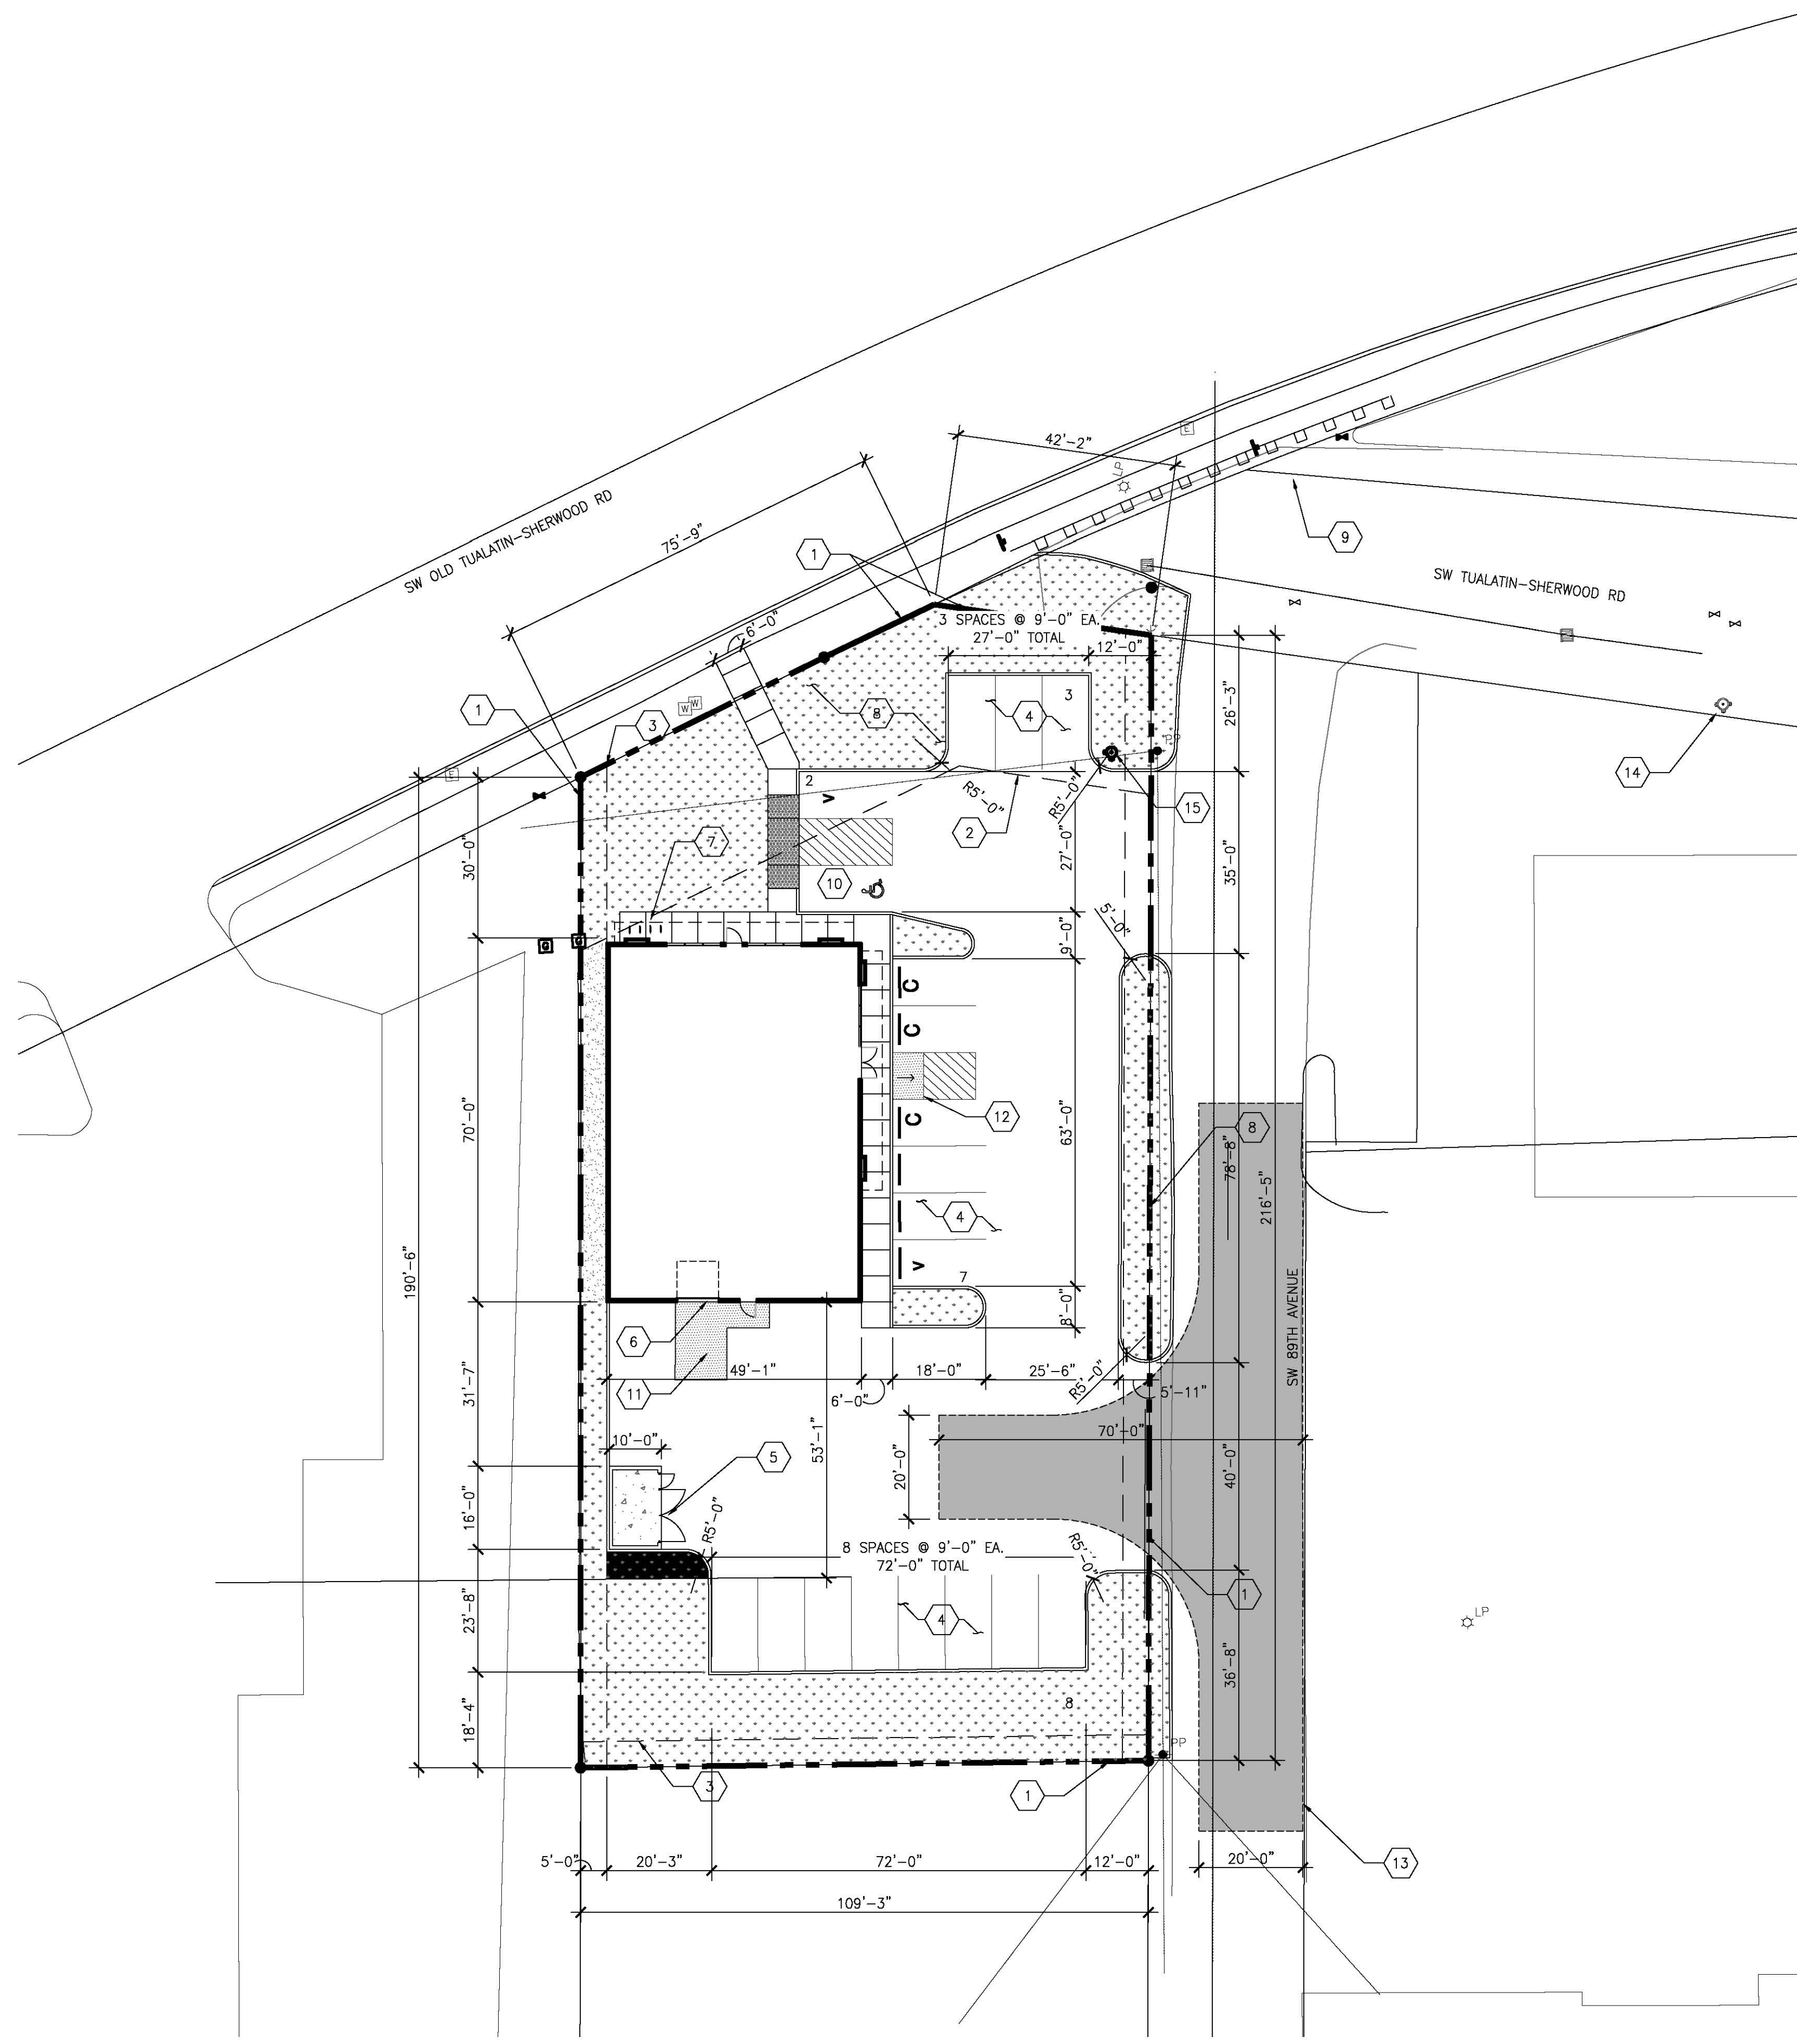 E
42'-2"
LP
SW OLD TUALATIN-SHERWOOD RD
75'-9"
1
9
SW TUALATIN-SHERWOOD RD
3 SPACES @ 9'-0" EA.
27'-0" TOTAL
6'-0"
12'-0"
1
3
W
W
8
4
3
26'-3"
14
PP
E
2
V
R5'-0"
R5'-0"
15
2
7
30'-0"
27'-0"
35'-0"
10
5'-0"
9'-0"
G
G
C
C
C
12
63'-0"
8
78'-8"
216'-5"
70'-0"
190'-6"
4
V
7
8'-0"
SW 89TH AVENUE
6
11
49'-1"
6'-0"
18'-0"
25'-6"
R5'-0"
5'-11"
31'-7"
70'-0"
10'-0"
5
53'-1"
20'-0"
40'-0"
16'-0"
R5'-0"
8 SPACES @ 9'-0" EA.
72'-0" TOTAL
R5'-0"
1
23'-8"
4
LP
36'-8"
8
18'-4"
PP
3
1
13
5'-0"
20'-3"
72'-0"
12'-0"
20'-0"
109'-3"